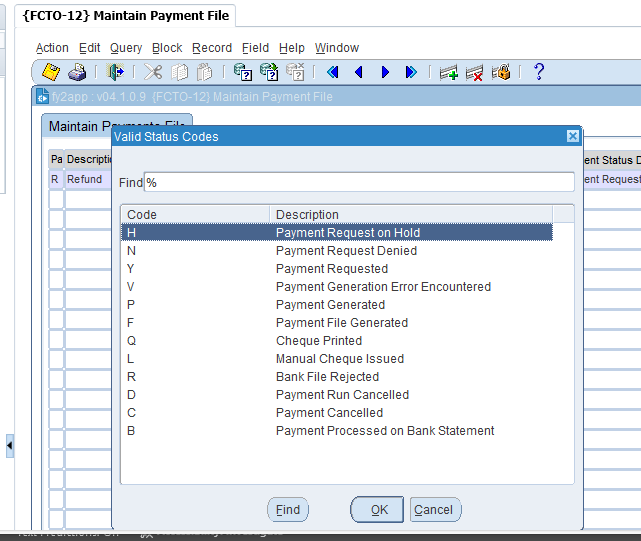 {FCTO-12} Maintain Payment File
Action Edit Query Block Record Field Help Window
fy2app : v04.1.0.9 {FCTO-12} Maintain Payment File
Maintain Payments File
Valid Status Codes
Pa Descripti
ent Status D
R Refund
ent Request
Find %
Code Description
H Payment Request on Hold
N Payment Request Denied
Y Payment Requested
V Payment Generation Error Encountered
P Payment Generated
F Payment File Generated
Q Cheque Printed
L Manual Cheque Issued
R Bank File Rejected
D Payment Run Cancelled
C Payment Cancelled
B Payment Processed on Bank Statement
Find OK Cancel